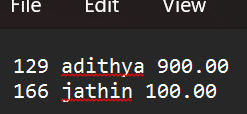 File Edit View
129 adithya 900.00
166 jathin 100.00